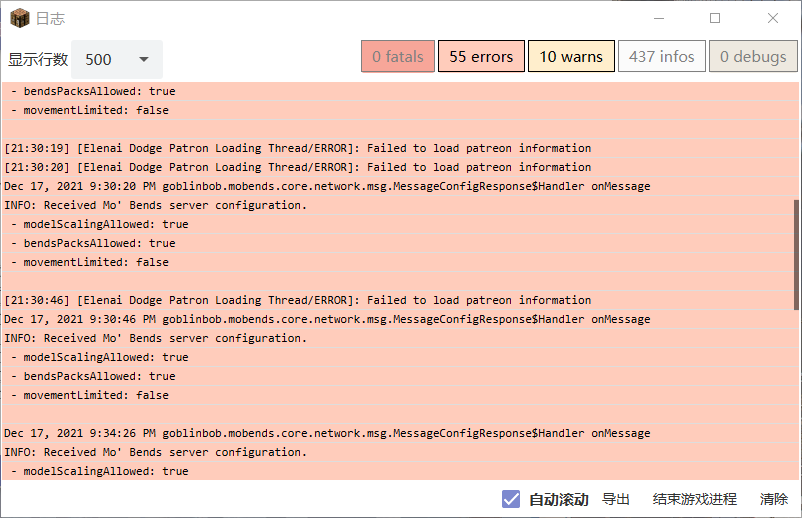 日志
显示行数 500 0 fatals 55 errors 10 warns 437 infos 0 debugs
- bendsPacksAllowed: true
- movementLimited: false
[21:30:19] [Elenai Dodge Patron Loading Thread/ERROR]: Failed to load patreon information
[21:30:20] [Elenai Dodge Patron Loading Thread/ERROR]: Failed to load patreon information
Dec 17, 2021 9:30:20 PM goblinbob.mobends.core.network.msg.MessageConfigResponse$Handler onMessage
INFO: Received Mo' Bends server configuration.
- modelScalingAllowed: true
- bendsPacksAllowed: true
- movementLimited: false
[21:30:46] [Elenai Dodge Patron Loading Thread/ERROR]: Failed to load patreon information
Dec 17, 2021 9:30:46 PM goblinbob.mobends.core.network.msg.MessageConfigResponse$Handler onMessage
INFO: Received Mo' Bends server configuration.
- modelScalingAllowed: true
- bendsPacksAllowed: true
- movementLimited: false
Dec 17, 2021 9:34:26 PM goblinbob.mobends.core.network.msg.MessageConfigResponse$Handler onMessage
INFO: Received Mo' Bends server configuration.
- modelScalingAllowed: true
自动滚动 导出 结束游戏进程 清除